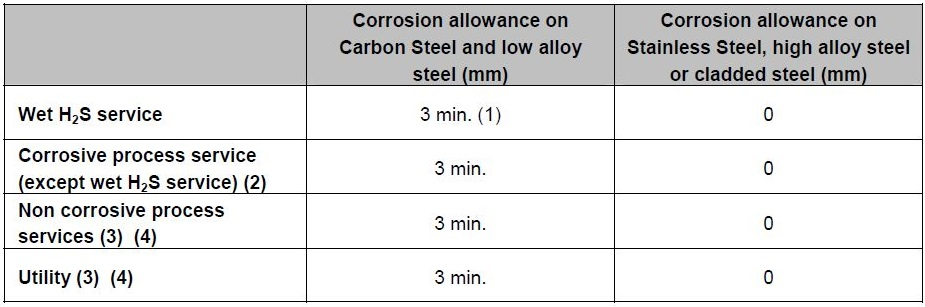 Corrosion allowance on
Carbon Steel and low alloy
steel (mm)
Corrosion allowance on
Stainless Steel, high alloy steel
or cladded steel (mm)
Wet H₂S service
3 min. (1)
0
Corrosive process service
(except wet H₂S service) (2)
3 min.
0
Non corrosive process
services (3) (4)
3 min.
0
Utility (3) (4)
3 min.
0